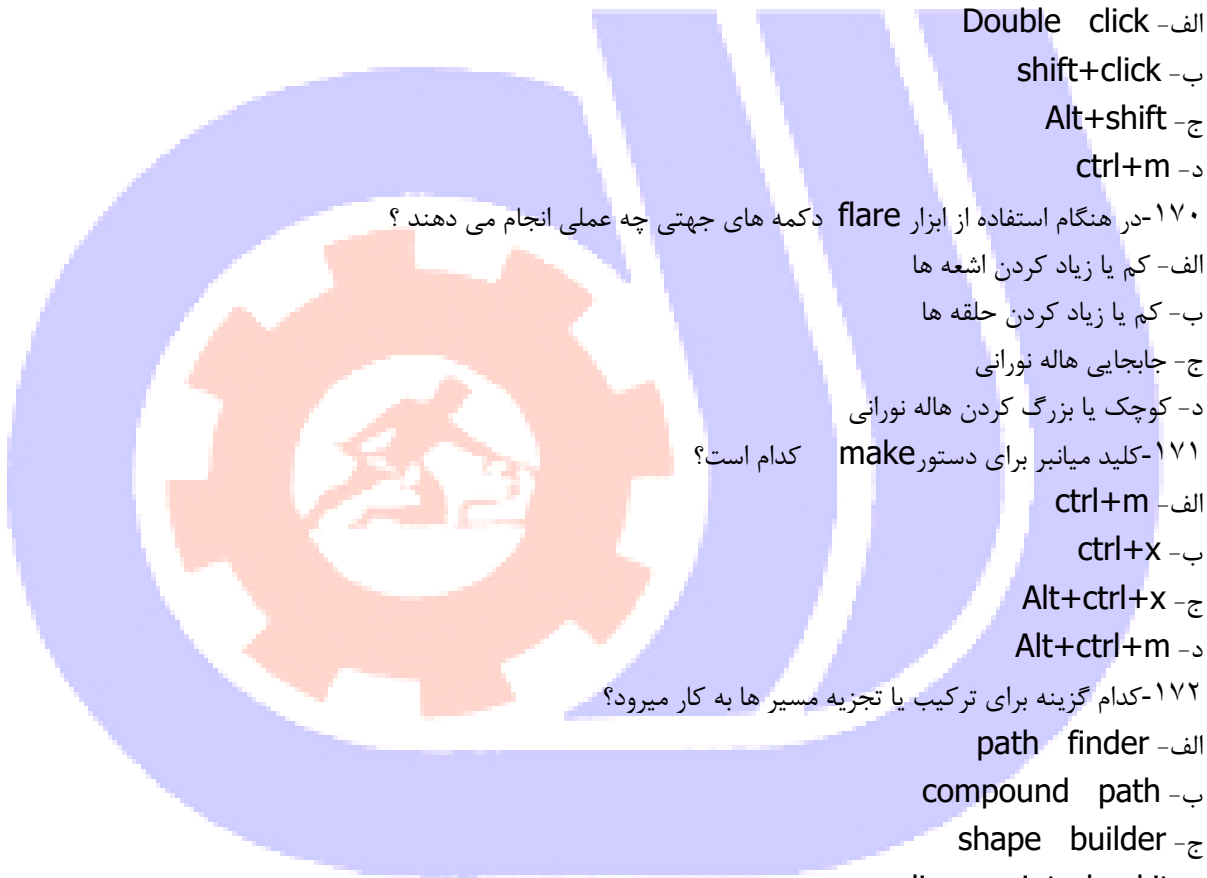 الف- Double click
ب- shift+click
ج- Alt+shift
د- ctrl+m
۱۷۰-در هنگام استفاده از ابزار flare دکمه های جهتی چه عملی انجام می دهند ؟
الف- کم یا زیاد کردن اشعه ها
ب- کم یا زیاد کردن حلقه ها
ج- جابجایی هاله نورانی
د- کوچک یا بزرگ کردن هاله نورانی
۱۷۱-کلید میانبر برای دستورmake کدام است؟
الف- ctrl+m
ب- ctrl+x
ج- Alt+ctrl+x
د- Alt+ctrl+m
۱۷۲-کدام گزینه برای ترکیب یا تجزیه مسیر ها به کار میرود؟
الف- path finder
ب- compound path
ج- shape builder